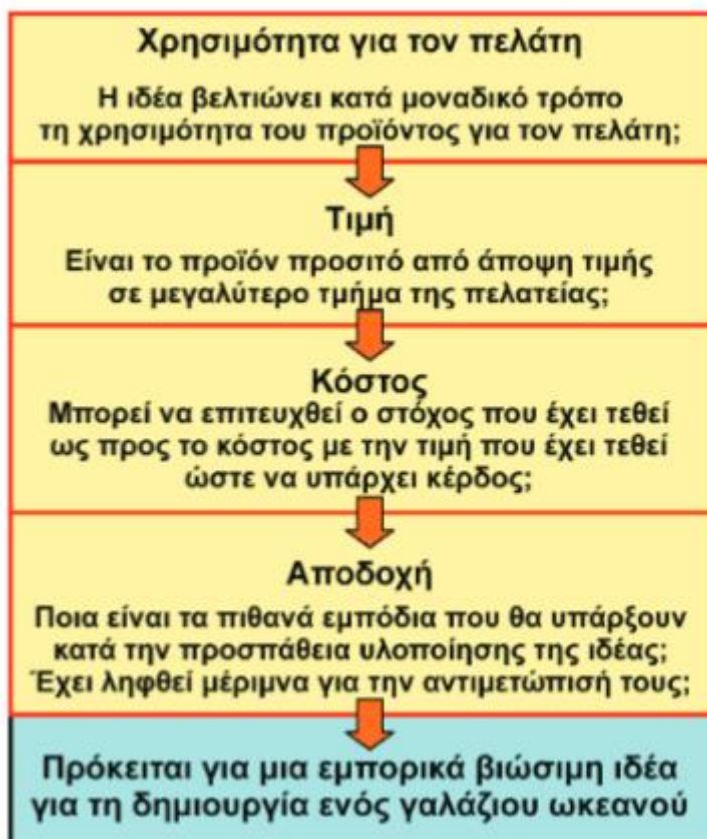 Χρησιμότητα για τον πελάτη
Η ιδέα βελτιώνει κατά μοναδικό τρόπο
τη χρησιμότητα του προϊόντος για τον πελάτη;
Τιμή
Είναι το προϊόν προσιτό από άποψη τιμής
σε μεγαλύτερο τμήμα της πελατείας;
Κόστος
Μπορεί να επιτευχθεί ο στόχος που έχει τεθεί
ως προς το κόστος με την τιμή που έχει τεθεί
ώστε να υπάρχει κέρδος;
Αποδοχή
Ποια είναι τα πιθανά εμπόδια που θα υπάρξουν
κατά την προσπάθεια υλοποίησης της ιδέας;
Έχει ληφθεί μέριμνα για την αντιμετώπισή τους;
Πρόκειται για μια εμπορικά βιώσιμη ιδέα
για τη δημιουργία ενός γαλάζιου ωκεανού